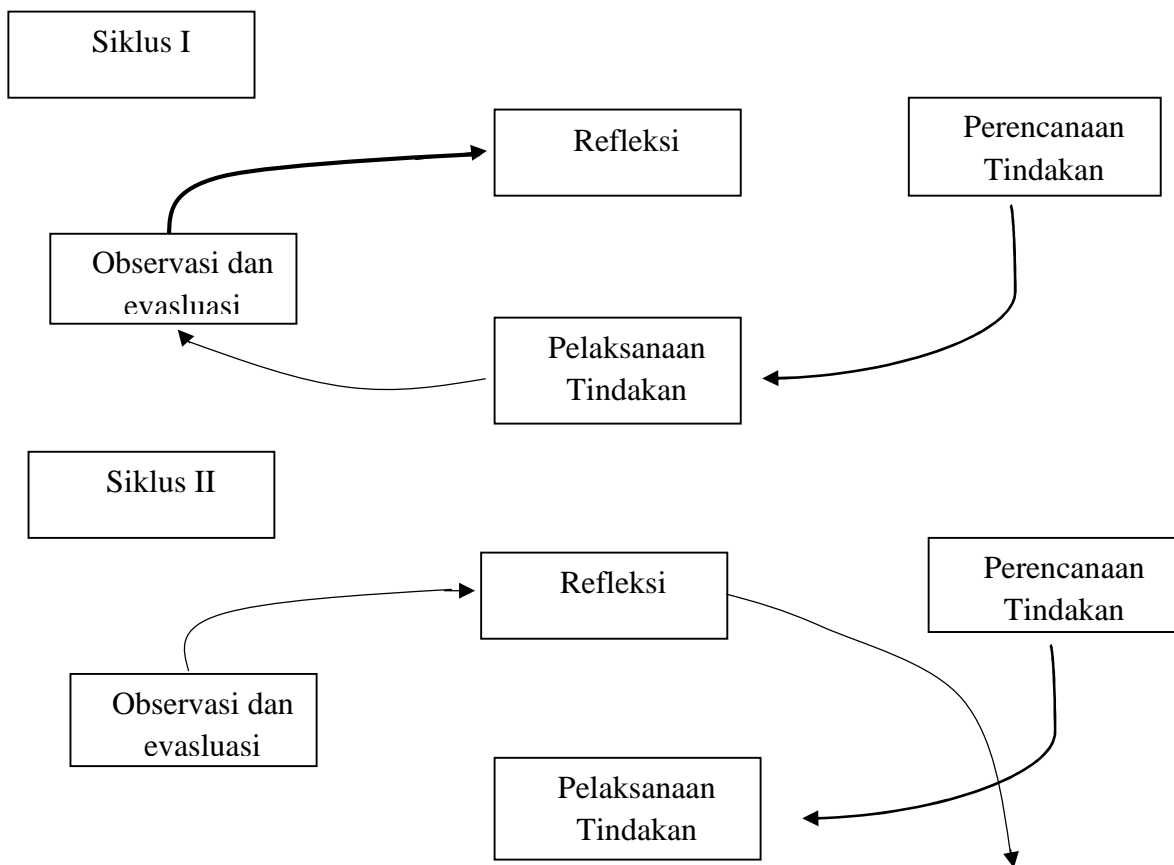 Siklus I
Refleksi
Perencanaan
Tindakan
Observasi dan
evasluasi
Pelaksanaan
Tindakan
Siklus II
Refleksi
Perencanaan
Tindakan
Observasi dan
evasluasi
Pelaksanaan
Tindakan